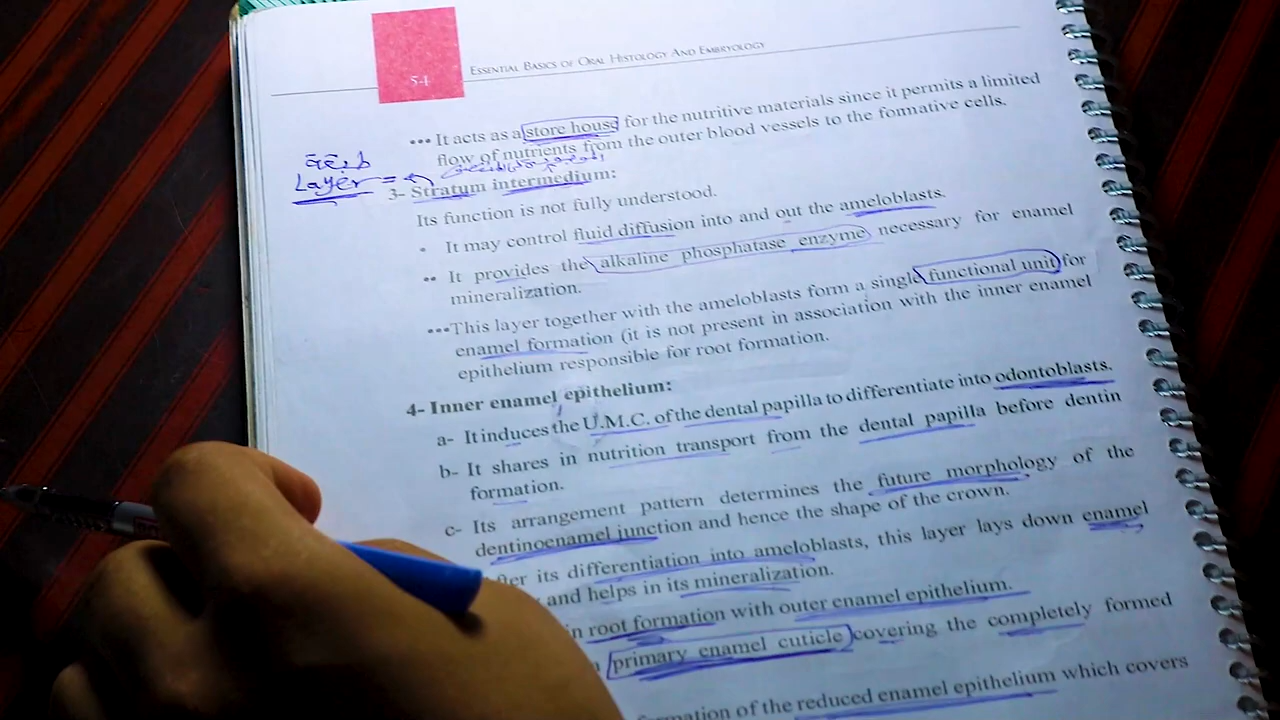 54
ESSENTIAL BASICS OF ORAL HISTOLOGY AND EMBRYOLOGY
••• It acts as a store house for the nutritive materials since it permits a limited
flow of nutrients from the outer blood vessels to the formative cells.
Layer =
3- Stratum intermedium:
Its function is not fully understood.
• It may control fluid diffusion into and out the ameloblasts.
•• It provides the alkaline phosphatase enzyme necessary for enamel
mineralization.
•••This layer together with the ameloblasts form a single functional unit for
enamel formation (it is not present in association with the inner enamel
epithelium responsible for root formation.
4- Inner enamel epithelium:
a- It induces the U.M.C. of the dental papilla to differentiate into odontoblasts.
b- It shares in nutrition transport from the dental papilla before dentin
formation.
c- Its arrangement pattern determines the future morphology of the
dentinoenamel junction and hence the shape of the crown.
its differentiation into ameloblasts, this layer lays down enamel
and helps in its mineralization.
root formation with outer enamel epithelium.
primary enamel cuticle covering the completely formed
of the reduced enamel epithelium which covers